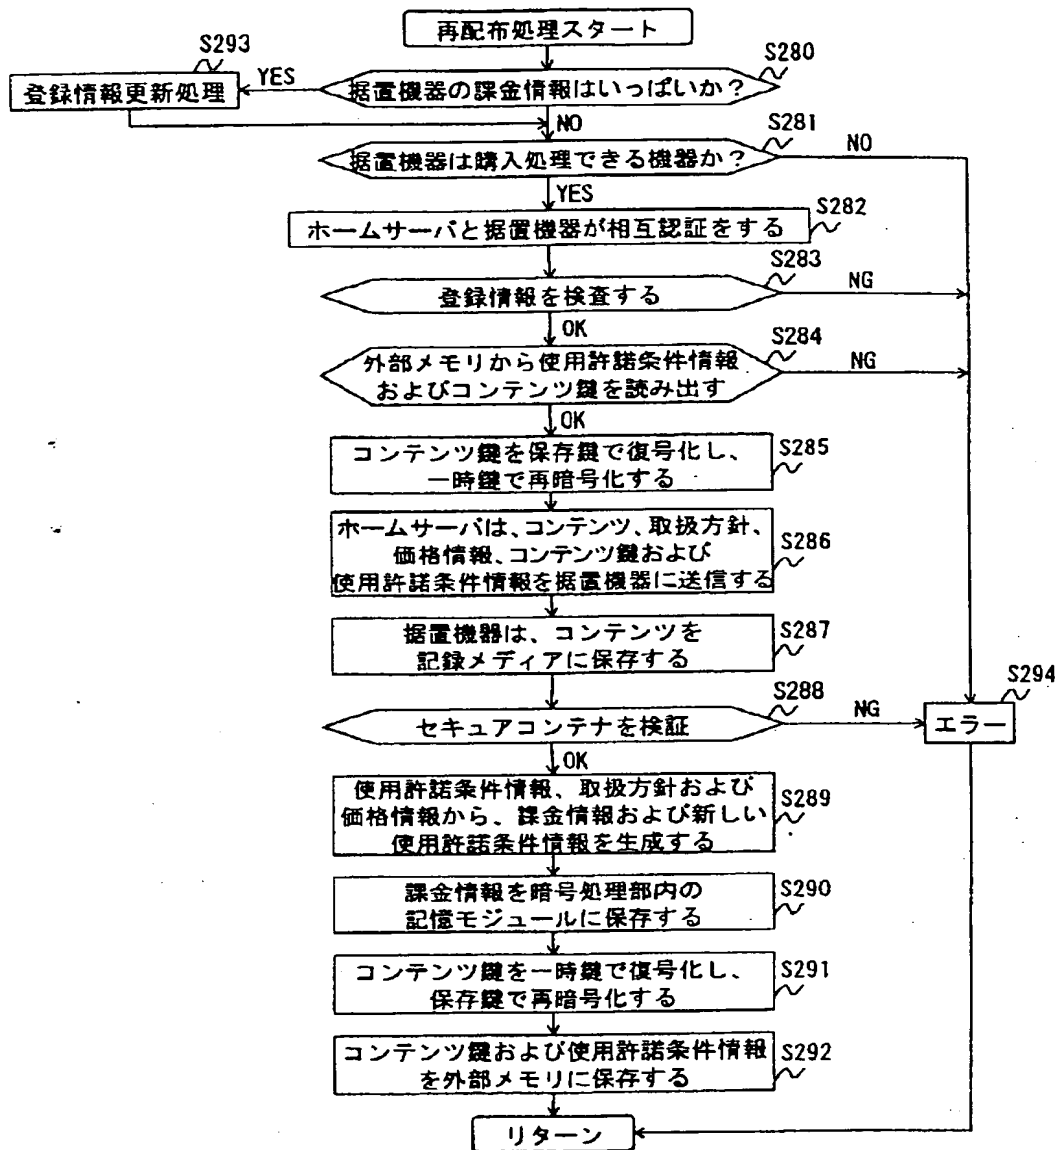 再配布処理スタート
S293
S280
登録情報更新処理
YES
据置機器の課金情報はいっぱいか?
NO
S281
据置機器は購入処理できる機器か?
NO
YES
S282
ホームサーバと据置機器が相互認証をする
S283
登録情報を検査する
NG
OK
S284
外部メモリから使用許諾条件情報
およびコンテンツ鍵を読み出す
NG
OK
S285
コンテンツ鍵を保存鍵で復号化し、
一時鍵で再暗号化する
S286
ホームサーバは、コンテンツ、取扱方針、
価格情報、コンテンツ鍵および
使用許諾条件情報を据置機器に送信する
S287
据置機器は、コンテンツを
記録メディアに保存する
S288
セキュアコンテナを検証
NG
S294
エラー
OK
S289
使用許諾条件情報、取扱方針および
価格情報から、課金情報および新しい
使用許諾条件情報を生成する
S290
課金情報を暗号処理部内の
記憶モジュールに保存する
S291
コンテンツ鍵を一時鍵で復号化し、
保存鍵で再暗号化する
S292
コンテンツ鍵および使用許諾条件情報
を外部メモリに保存する
リターン